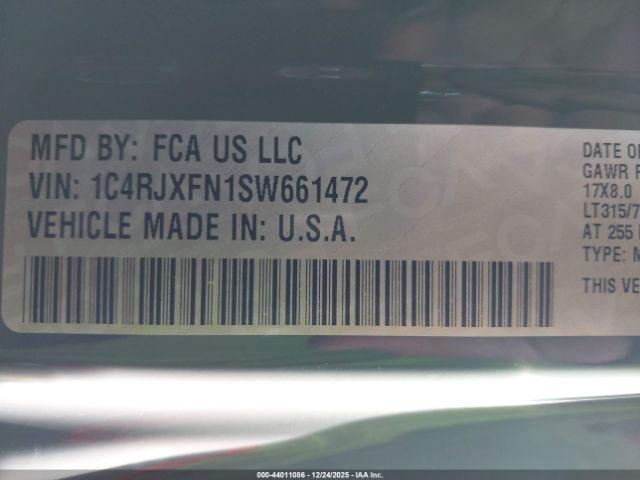 MFD BY: FCA US LLC
VIN: 1C4RJXFN1SW661472
VEHICLE MADE IN: U.S.A.
DATE OF
GAWR F
17X8.0
LT315/7
AT 255
TYPE: M
THIS VE
000-44011086 - 12/24/2025 - IAA Inc.